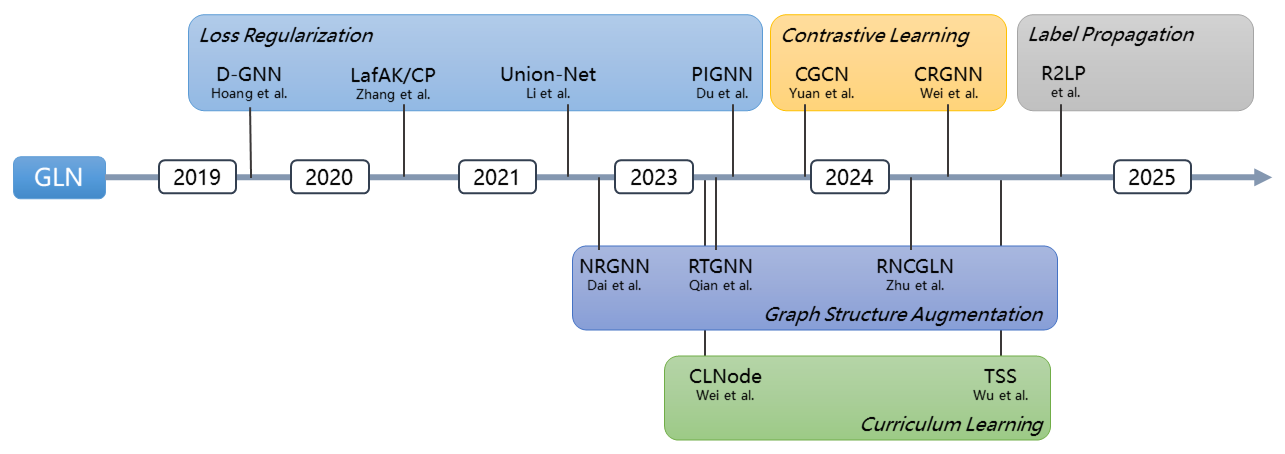 Loss Regularization
D-GNN
Hoang et al.
LafAK/CP
Zhang et al.
Union-Net
Li et al.
PIGNN
Du et al.
Contrastive Learning
CGCN
Yuan et al.
CRGNN
Wei et al.
Label Propagation
R2LP
et al.
GLN
2019
2020
2021
2023
2024
2025
NRGNN
Dai et al.
RTGNN
Qian et al.
RNCGLN
Zhu et al.
Graph Structure Augmentation
CLNode
Wei et al.
TSS
Wu et al.
Curriculum Learning